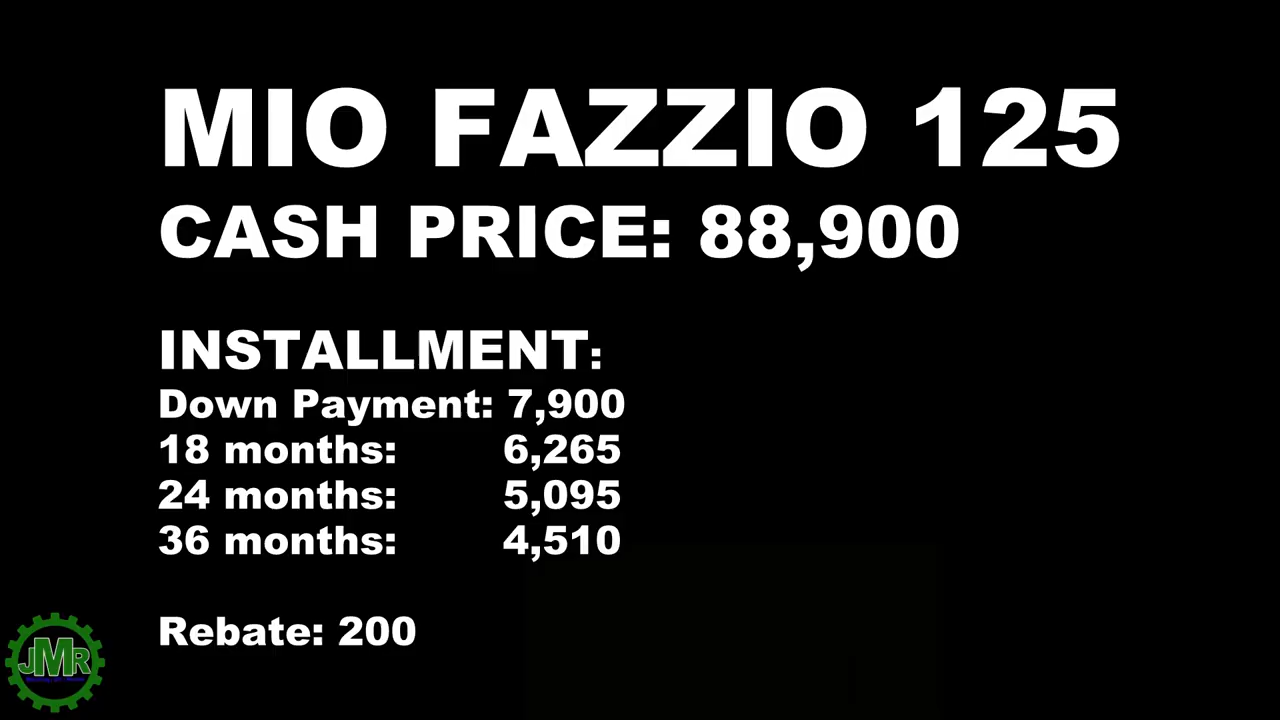 MIO FAZZIO 125
CASH PRICE: 88,900
INSTALLMENT:
Down Payment: 7,900
18 months: 6,265
24 months: 5,095
36 months: 4,510
Rebate: 200
JMR